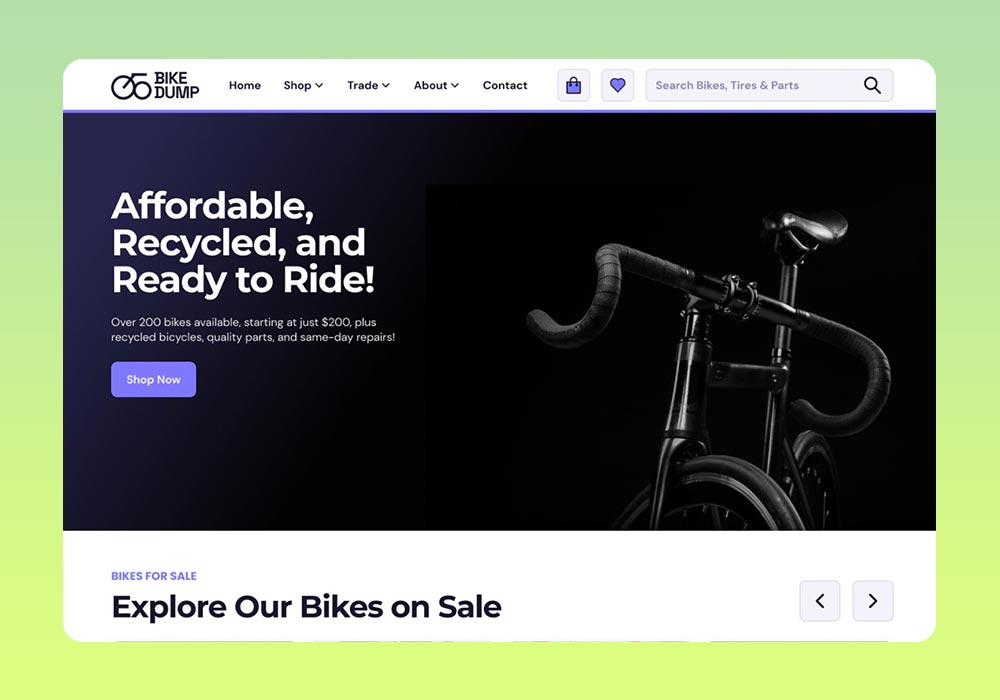 BIKE
DUMP
Home
Shop
Trade
About
Contact
Search Bikes, Tires & Parts
Affordable,
Recycled, and
Ready to Ride!
Over 200 bikes available, starting at just $200, plus
recycled bicycles, quality parts, and same-day repairs!
Shop Now
BIKES FOR SALE
Explore Our Bikes on Sale